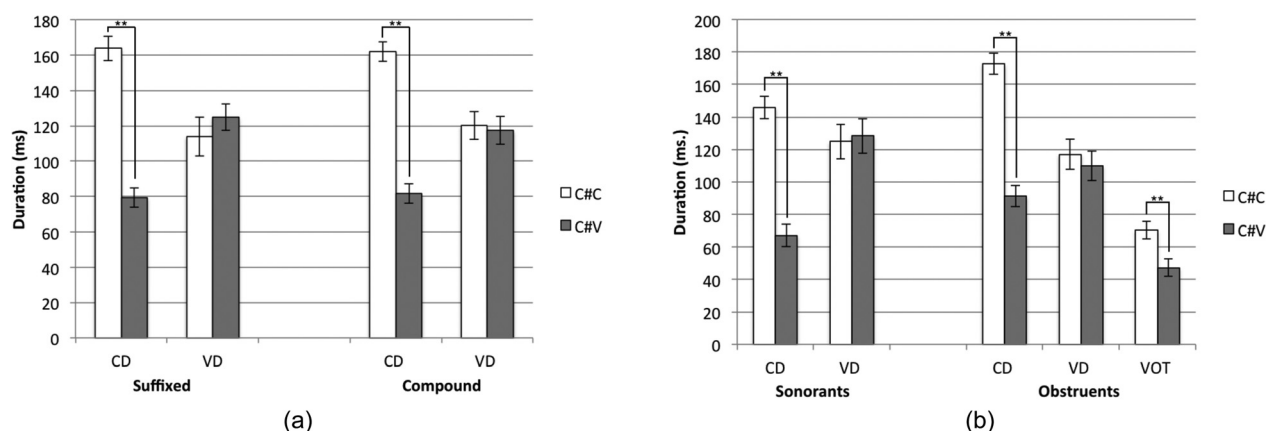 180
160
140
120
100
80
60
40
20
0
Duration (ms)
**
**
CD
VD
CD
VD
Suffixed
Compound
C#C
C#V
(a)
200
180
160
140
120
100
80
60
40
20
0
Duration (ms.)
**
**
**
CD
VD
CD
VD
VOT
Sonorants
Obstruents
C#C
C#V
(b)